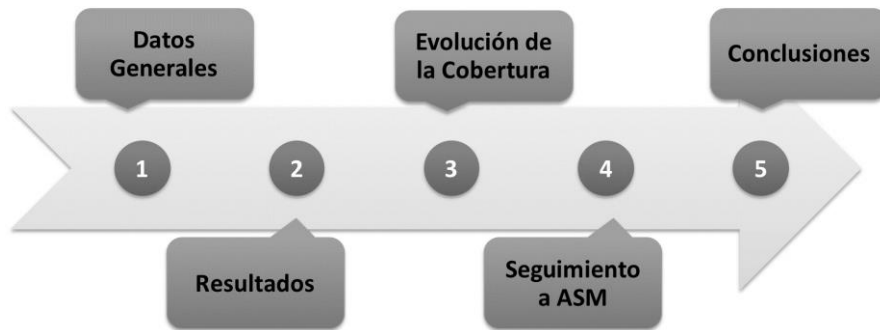 Datos
Generales
Evolución de
la Cobertura
Conclusiones
1
2
3
4
5
Resultados
Seguimiento
a ASM